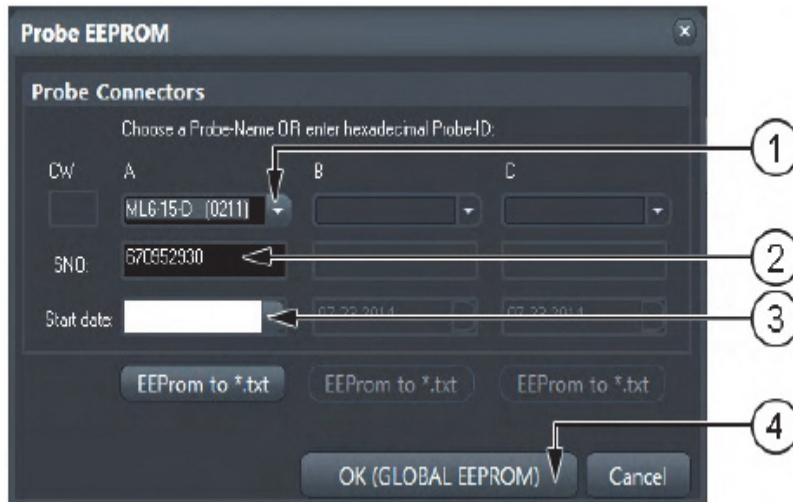 Probe EEPROM
Probe Connectors
Choose a Probe-Name OR enter hexadecimal Probe-ID:
1
CW A B C
ML6-15-D (0211)
SNO: 670952930 2
Start date: 07-23-2014 07-23-2014 3
EEProm to *.txt EEProm to *.txt EEProm to *.txt
4
OK (GLOBAL EEPROM) Cancel